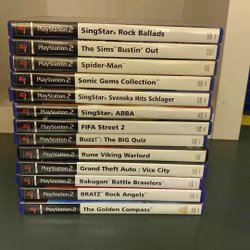 PlayStation 2 SingStar Rock Ballads
PlayStation 2 The Sims Bustin' Out
PlayStation 2 Spider-Man
PlayStation 2 Sonic Gems Collection
PlayStation 2 SingStar Svenska Hits Schlager
PlayStation 2 SingStar ABBA
PlayStation 2 FIFA Street 2
PlayStation 2 Buzz! The BIG Quiz
PlayStation 2 Rune Viking Warlord
PlayStation 2 Grand Theft Auto : Vice City
PlayStation 2 Bakugan Battle Brawlers
PlayStation 2 BRATZ Rock Angelz
PlayStation 2 The Golden Compass